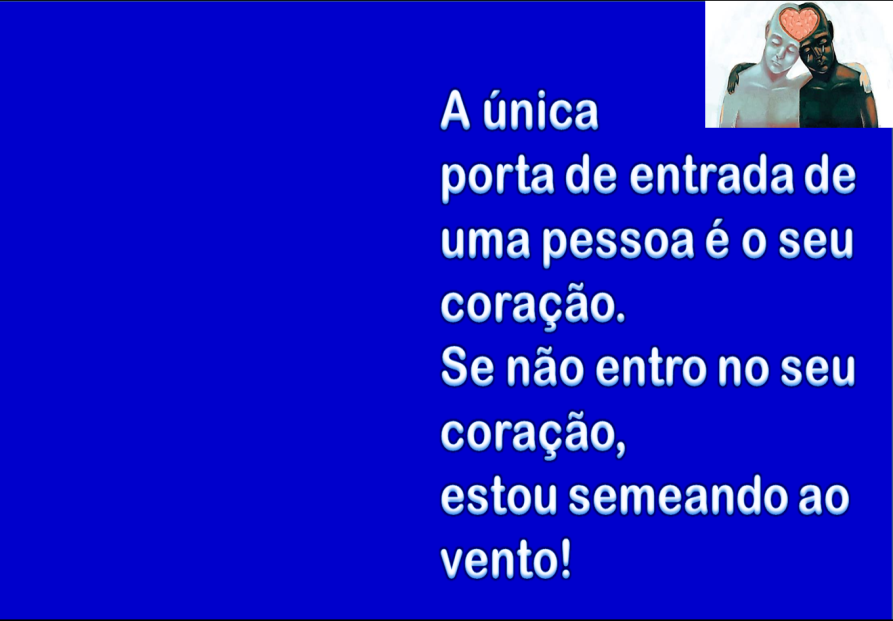 A única
porta de entrada de
uma pessoa é o seu
coração.
Se não entro no seu
coração,
estou semeando ao
vento!